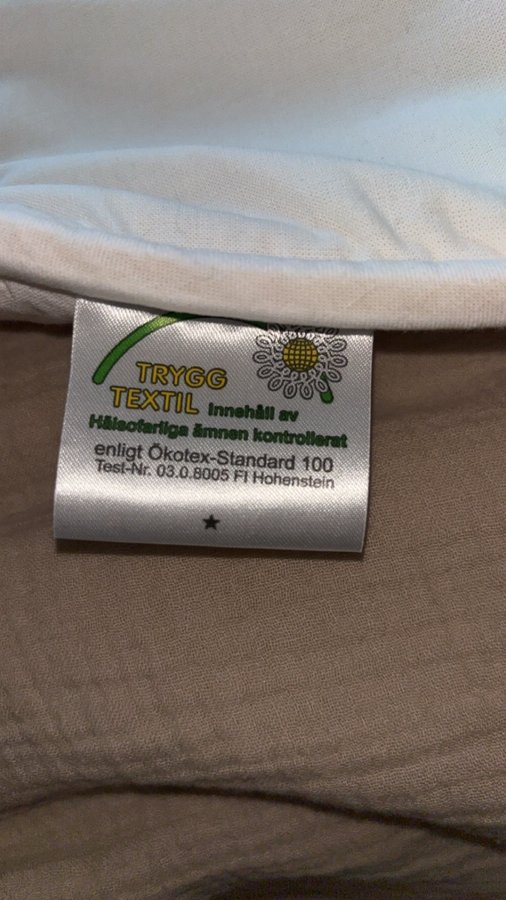 TRYGG
TEXTIL Innehåll av
Hälsofarliga ämnen kontrollerat
enligt Ökotex-Standard 100
Test-Nr. 03.0.8005 FI Hohenstein